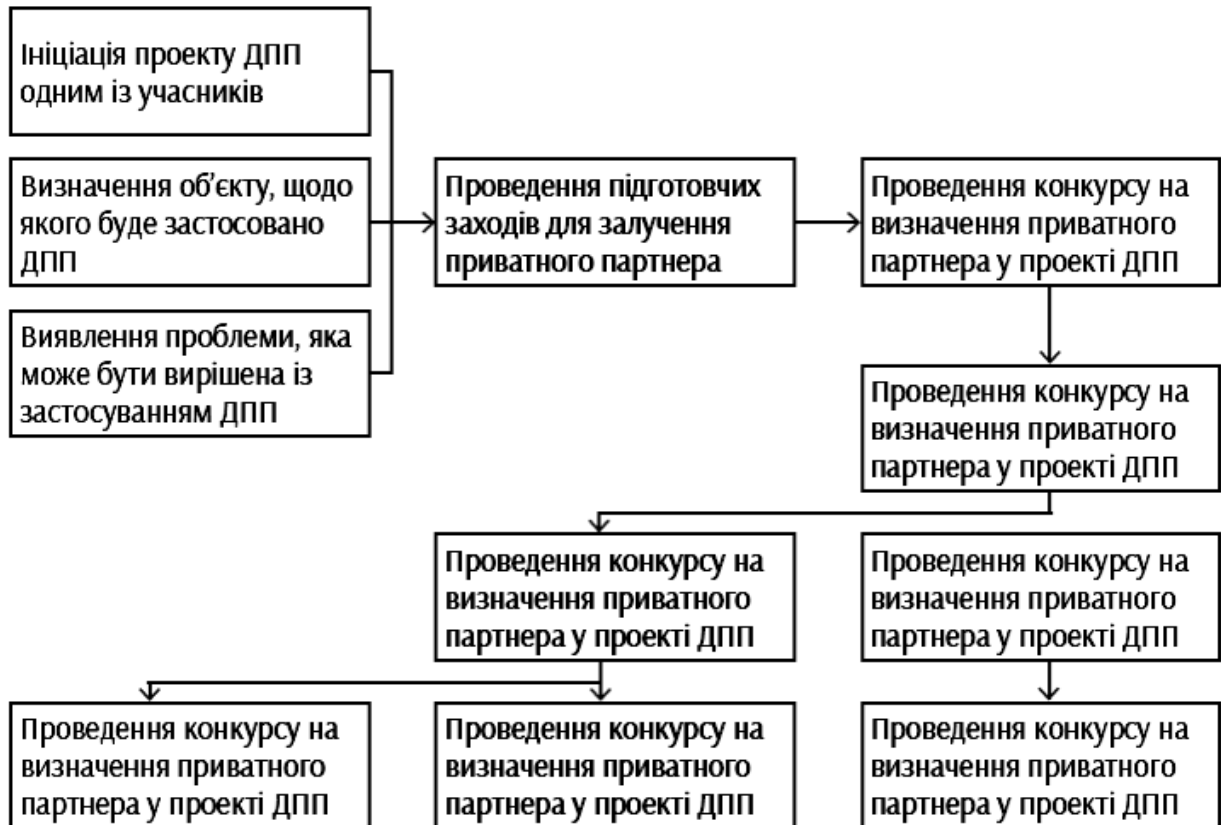 Ініціація проекту ДПП
одним із учасників
Визначення об’єкту, щодо
якого буде застосовано
ДПП
Виявлення проблеми, яка
може бути вирішена із
застосуванням ДПП
Проведення підготовчих
заходів для залучення
приватного партнера
Проведення конкурсу на
визначення приватного
партнера у проекті ДПП
Проведення конкурсу на
визначення приватного
партнера у проекті ДПП
Проведення конкурсу на
визначення приватного
партнера у проекті ДПП
Проведення конкурсу на
визначення приватного
партнера у проекті ДПП
Проведення конкурсу на
визначення приватного
партнера у проекті ДПП
Проведення конкурсу на
визначення приватного
партнера у проекті ДПП
Проведення конкурсу на
визначення приватного
партнера у проекті ДПП